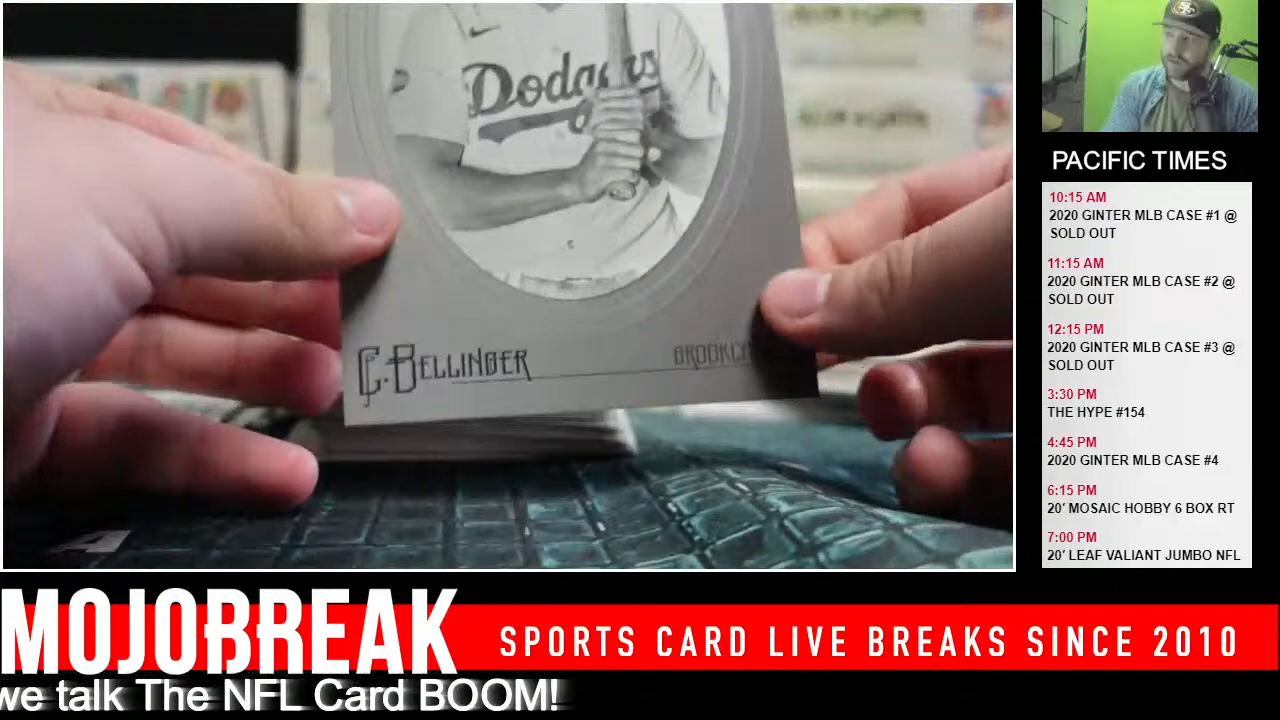 Dodgers
C. BELLINGER
PACIFIC TIMES
10:15 AM
2020 GINTER MLB CASE #1 @
SOLD OUT
11:15 AM
2020 GINTER MLB CASE #2 @
SOLD OUT
12:15 PM
2020 GINTER MLB CASE #3 @
SOLD OUT
3:30 PM
THE HYPE #154
4:45 PM
2020 GINTER MLB CASE #4
6:15 PM
20' MOSAIC HOBBY 6 BOX RT
7:00 PM
20' LEAF VALIANT JUMBO NFL
MOJOBREAK
SPORTS CARD LIVE BREAKS SINCE 2010
we talk The NFL Card BOOM!